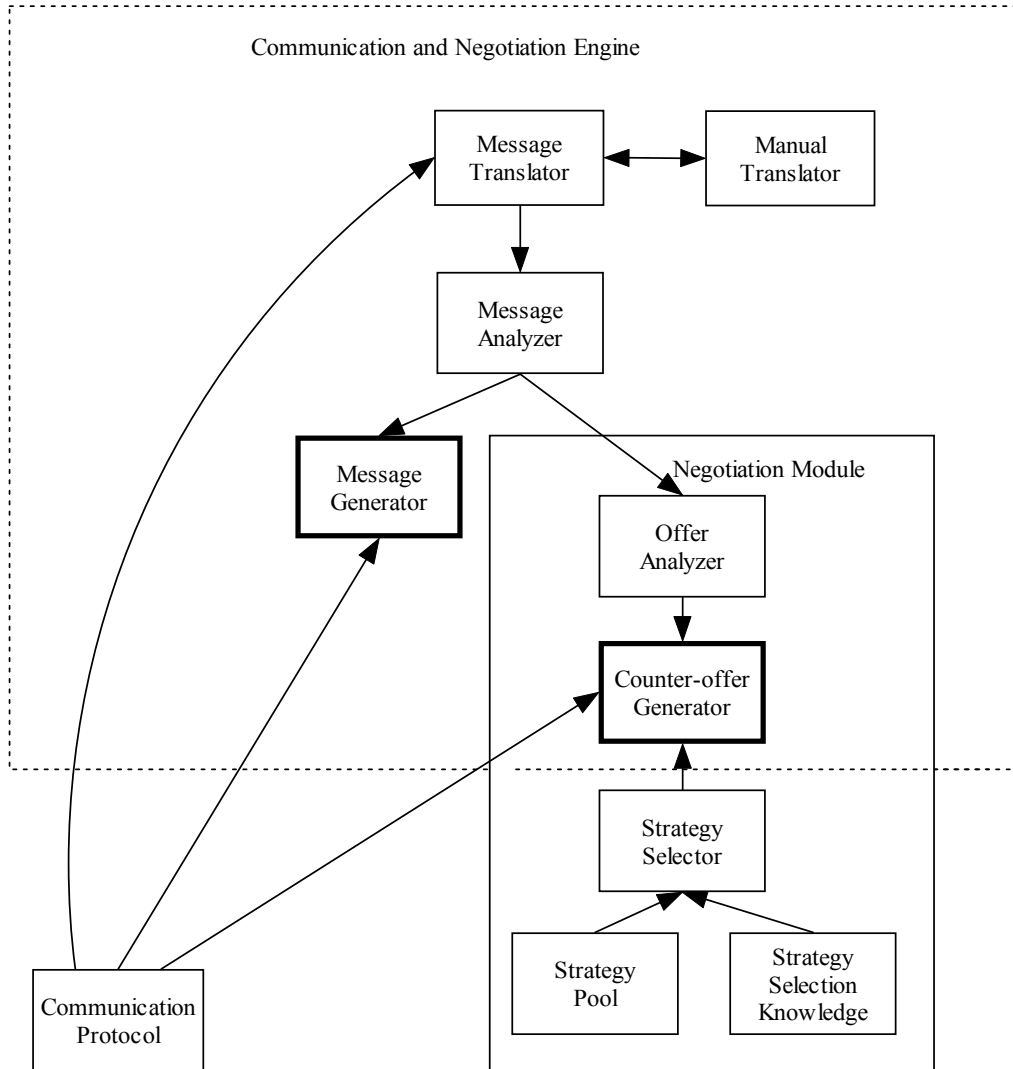 Communication and Negotiation Engine
Message
Translator
Manual
Translator
Message
Analyzer
Message
Generator
Negotiation Module
Offer
Analyzer
Counter-offer
Generator
Strategy
Selector
Strategy
Pool
Strategy
Selection
Knowledge
Communication
Protocol